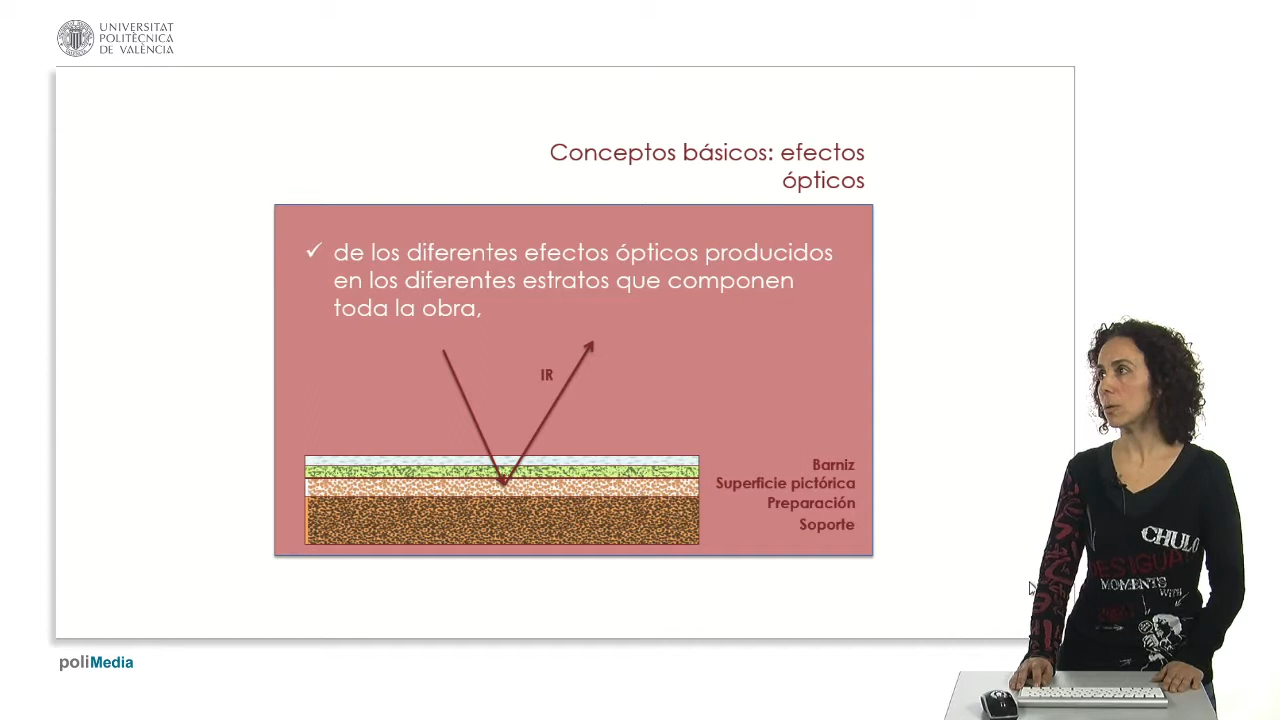 UNIVERSITAT
POLITÈCNICA
DE VALÈNCIA
Conceptos básicos: efectos
ópticos
✓ de los diferentes efectos ópticos producidos
en los diferentes estratos que componen
toda la obra,
IR
Barniz
Superficie pictórica
Preparación
Soporte
CHULO
DESIGUAL
MOMENTS
WITH
poliMedia